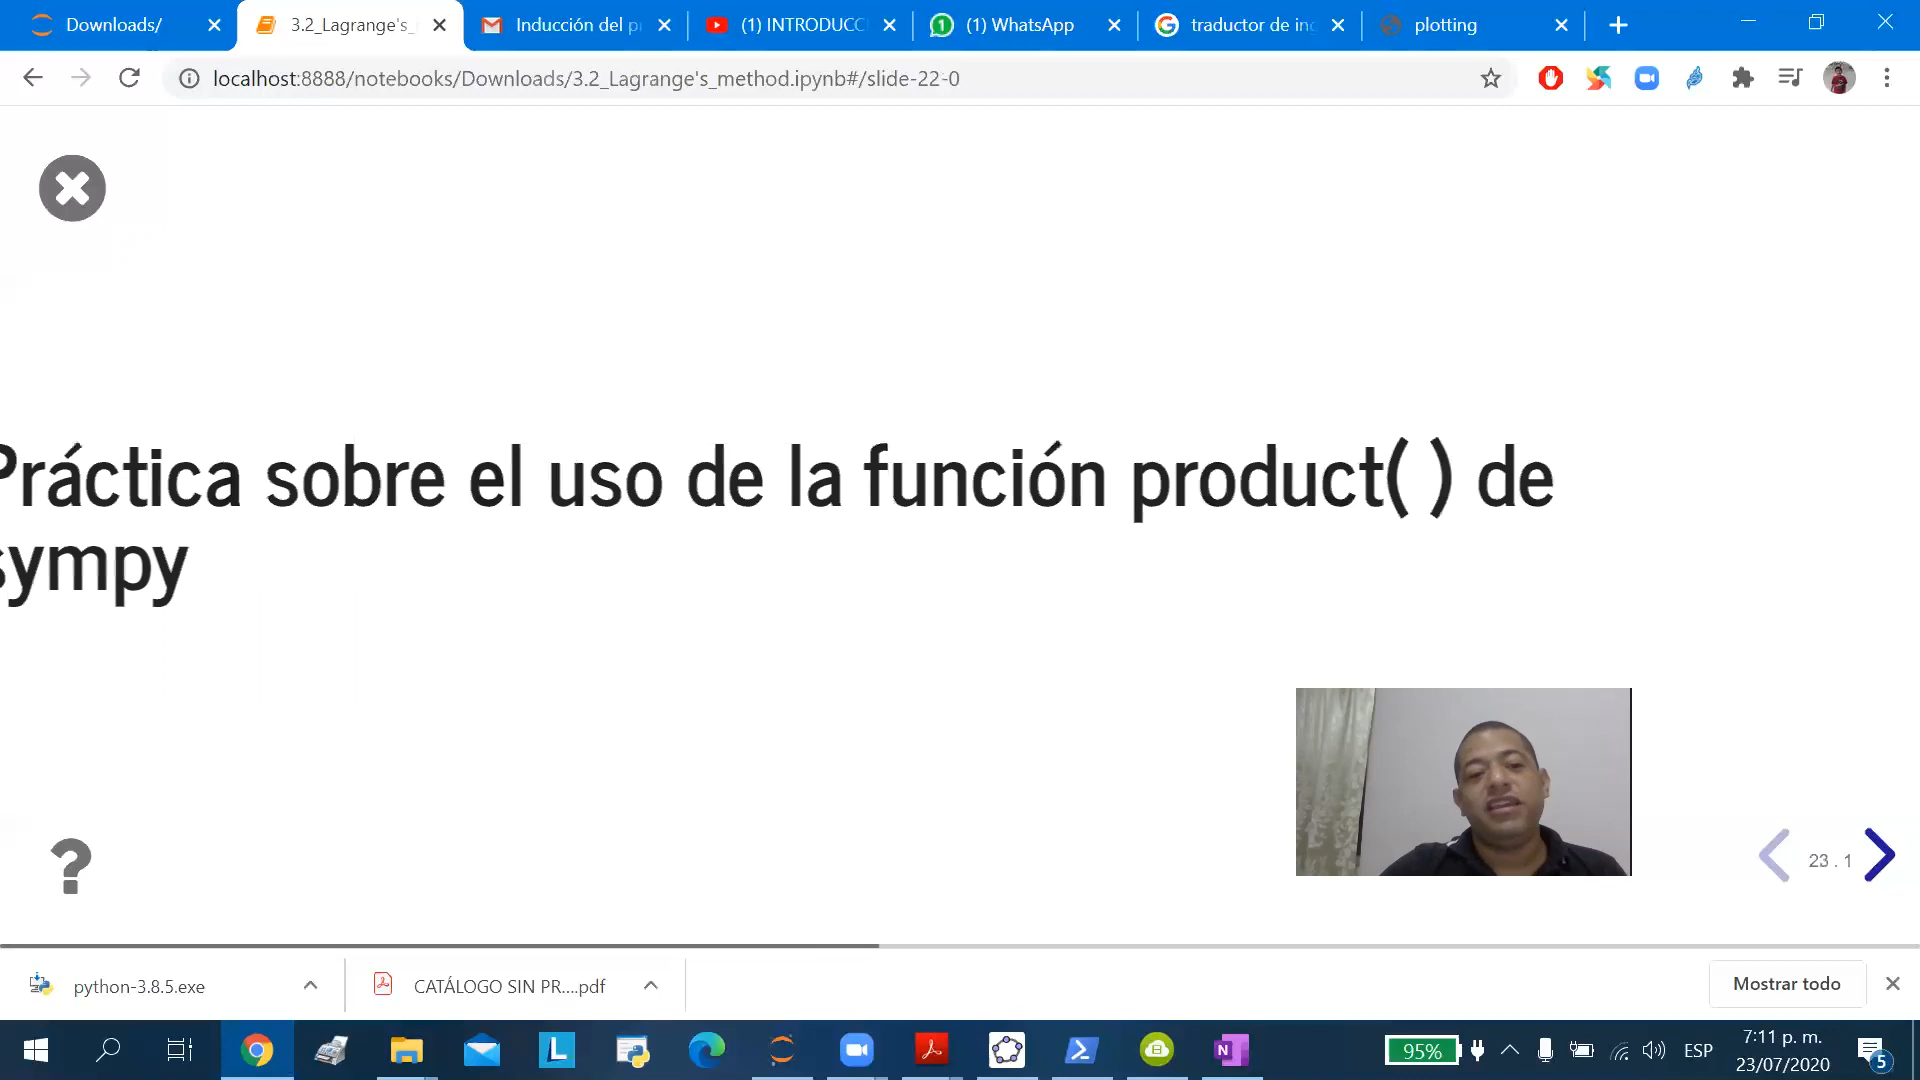 Downloads/
3.2_Lagrange's_
Inducción del p
(1) INTRODUCC
(1) WhatsApp
traductor de in
plotting
localhost:8888/notebooks/Downloads/3.2_Lagrange's_method.ipynb#/slide-22-0
Práctica sobre el uso de la función product( ) de
sympy
23 . 1
python-3.8.5.exe
CATÁLOGO SIN PR....pdf
Mostrar todo
95%
ESP
7:11 p. m.
23/07/2020
5